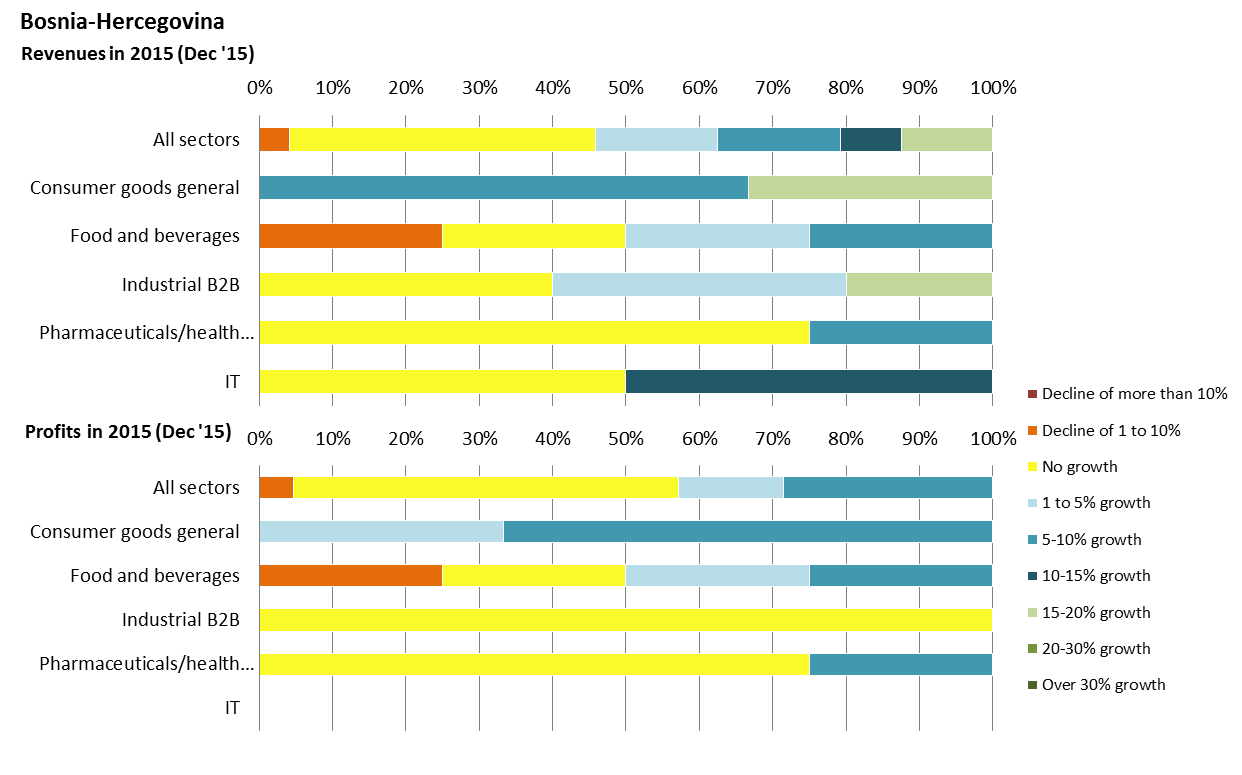 Bosnia-Hercegovina
Revenues in 2015 (Dec '15)
0% 10% 20% 30% 40% 50% 60% 70% 80% 90% 100%
All sectors
Consumer goods general
Food and beverages
Industrial B2B
Pharmaceuticals/health...
IT
Profits in 2015 (Dec '15)
0% 10% 20% 30% 40% 50% 60% 70% 80% 90% 100%
All sectors
Consumer goods general
Food and beverages
Industrial B2B
Pharmaceuticals/health...
IT
Decline of more than 10%
Decline of 1 to 10%
No growth
1 to 5% growth
5-10% growth
10-15% growth
15-20% growth
20-30% growth
Over 30% growth